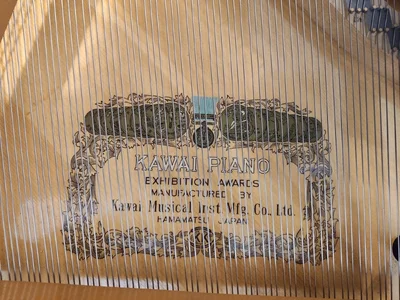 KAWAI PIANO
EXHIBITION AWARDS
MANUFACTURED BY
Kawai Musical Inst. Mfg. Co., Ltd.
HAMAMATSU JAPAN